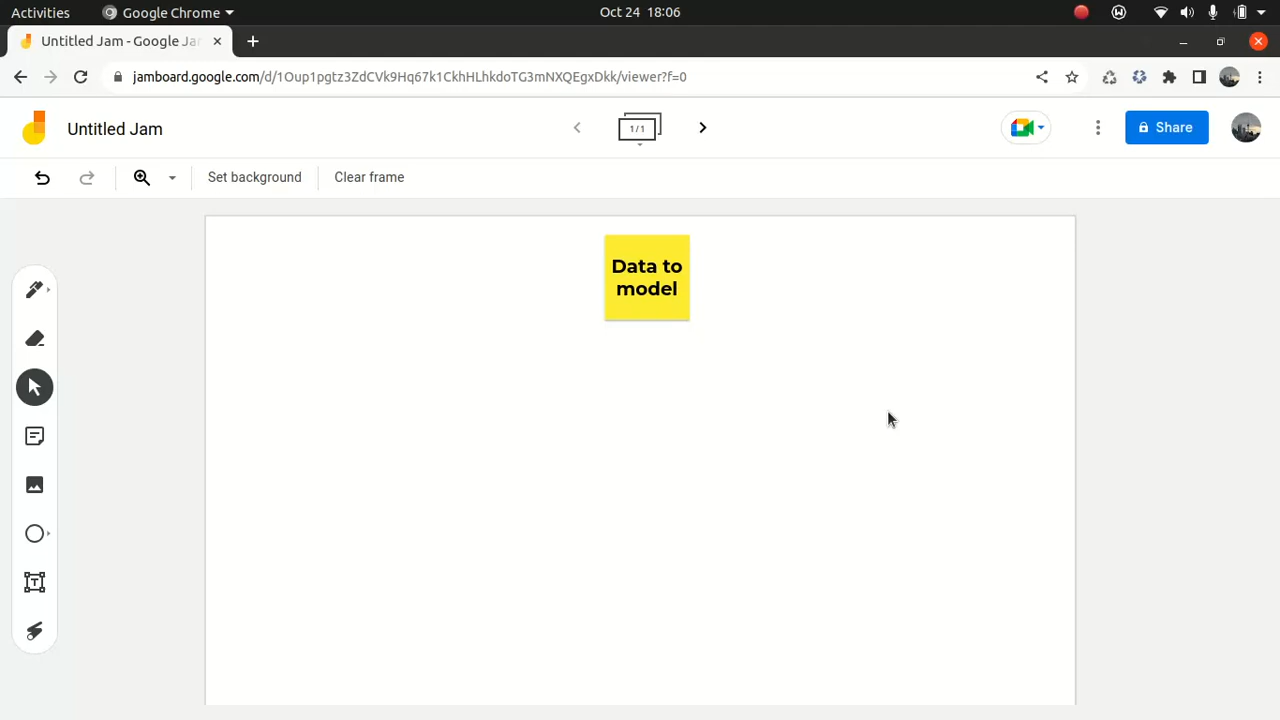 Activities
Google Chrome
Oct 24 18:06
Untitled Jam - Google Ja
jamboard.google.com/d/1Oup1pgtz3ZdCVk9Hq67k1CkhHLhkdoTG3mNXQEgxDkk/viewer?f=0
Untitled Jam
1/1
Share
Set background
Clear frame
Data to
model